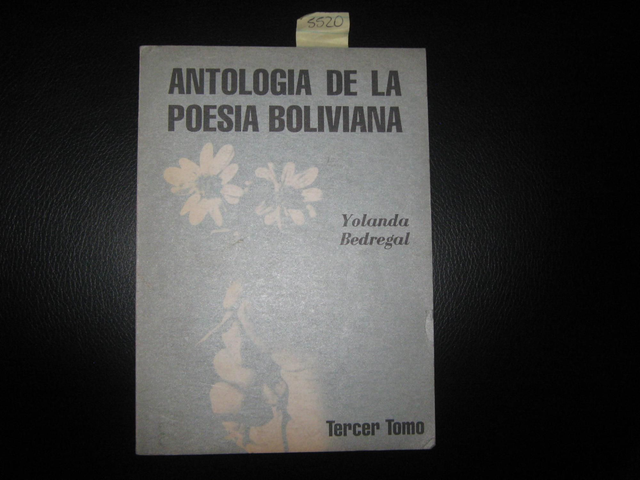 5520
ANTOLOGIA DE LA
POESIA BOLIVIANA
Yolanda
Bedregal
Tercer Tomo